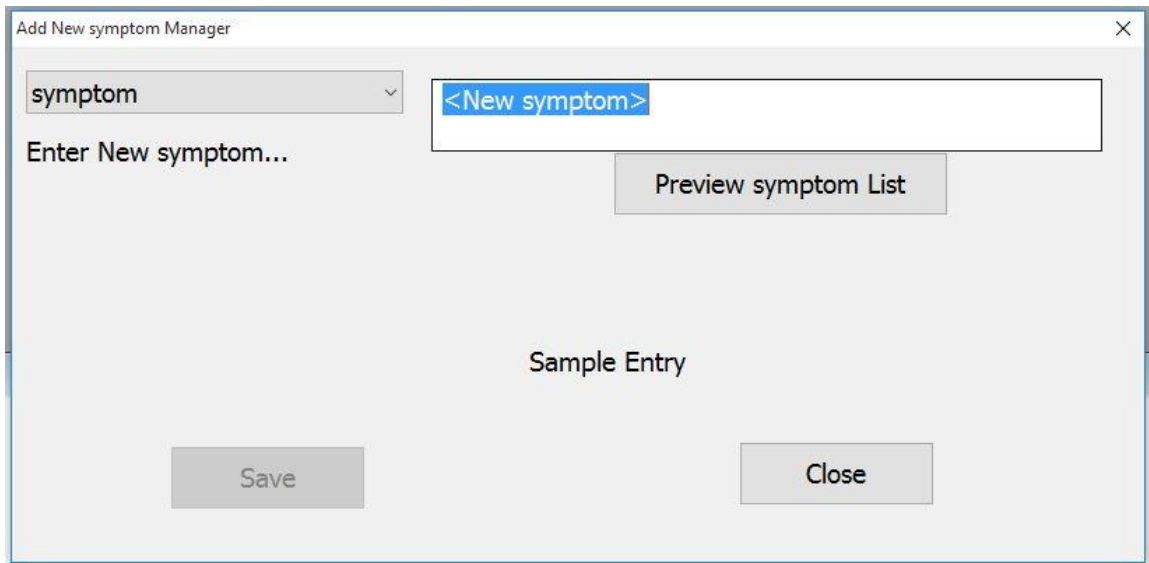 Add New symptom Manager
symptom
<New symptom>
Enter New symptom...
Preview symptom List
Sample Entry
Save
Close